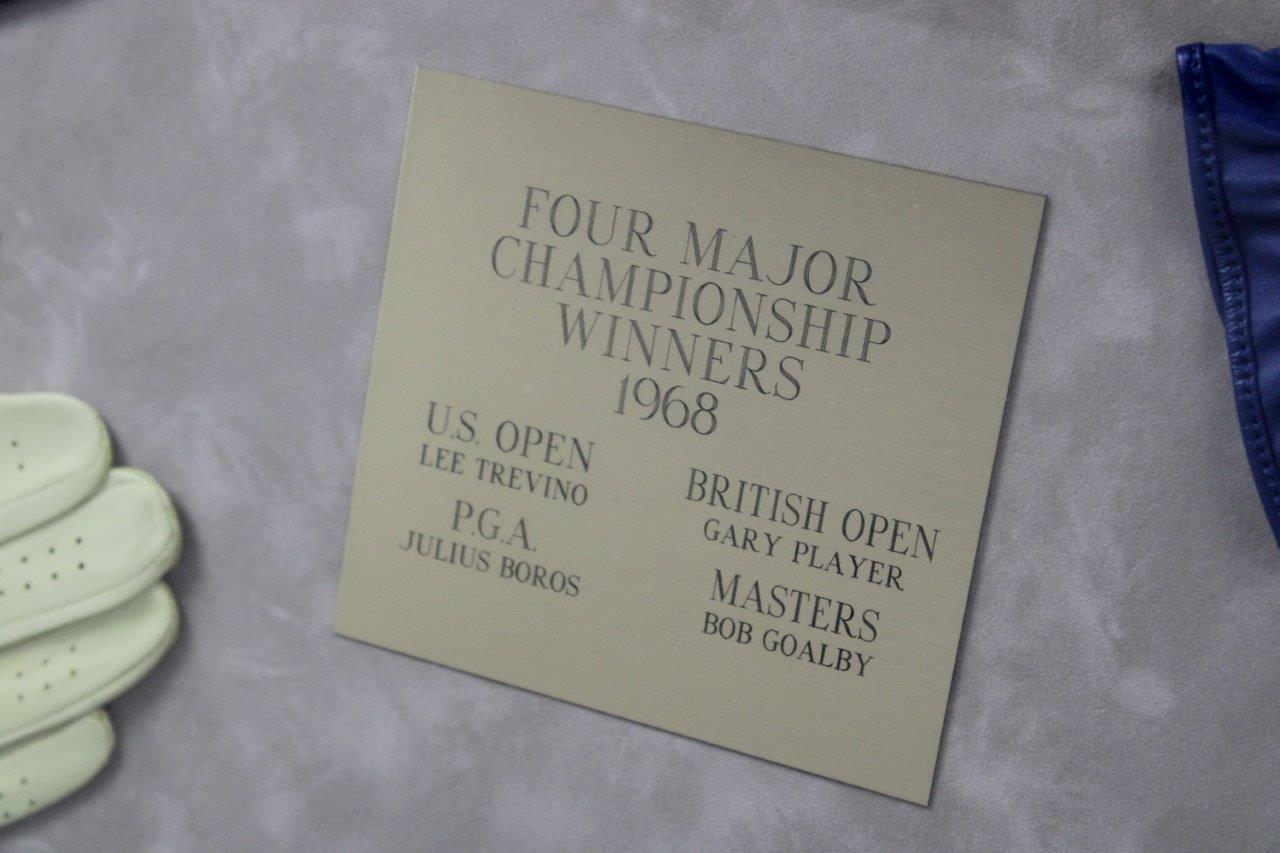 FOUR MAJOR
CHAMPIONSHIP
WINNERS
1968
U.S. OPEN
LEE TREVINO
P.G.A.
JULIUS BOROS
BRITISH OPEN
GARY PLAYER
MASTERS
BOB GOALBY